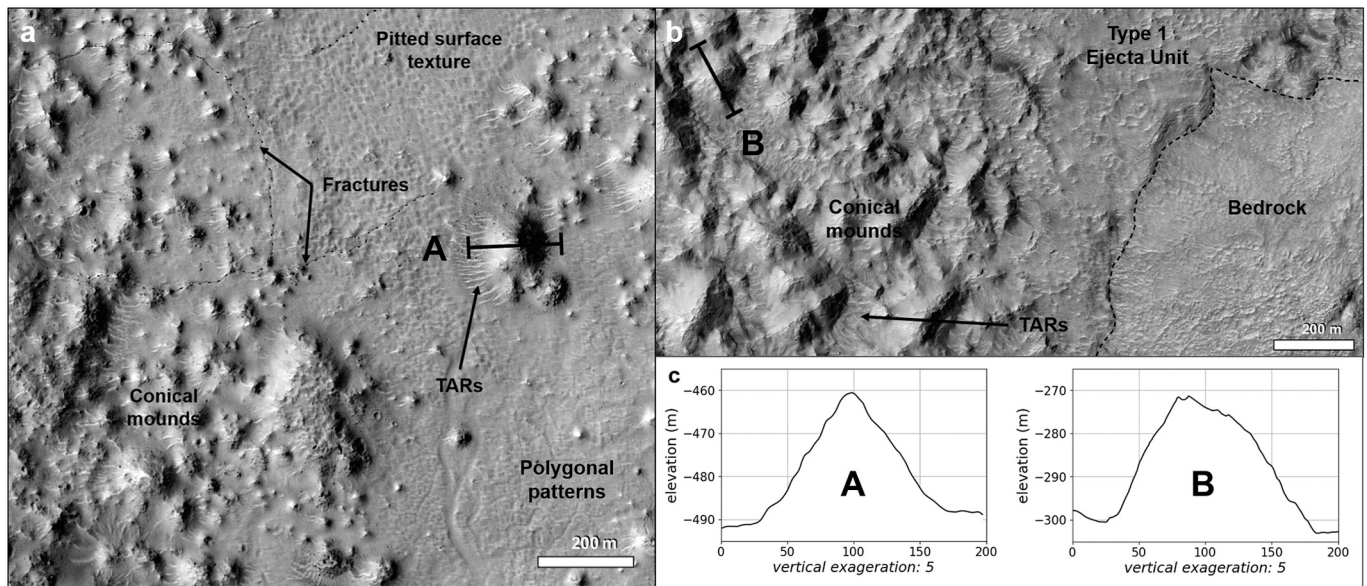 a
Pitted surface
texture
Fractures
A
TARs
Conical
mounds
Polygonal
patterns
200 m
b
Type 1
Ejecta Unit
B
Conical
mounds
Bedrock
TARs
200 m
c
elevation (m)
−460
−470
−480
−490
A
0 50 100 150 200
vertical exageration: 5
elevation (m)
−270
−280
−290
−300
B
0 50 100 150 200
vertical exageration: 5